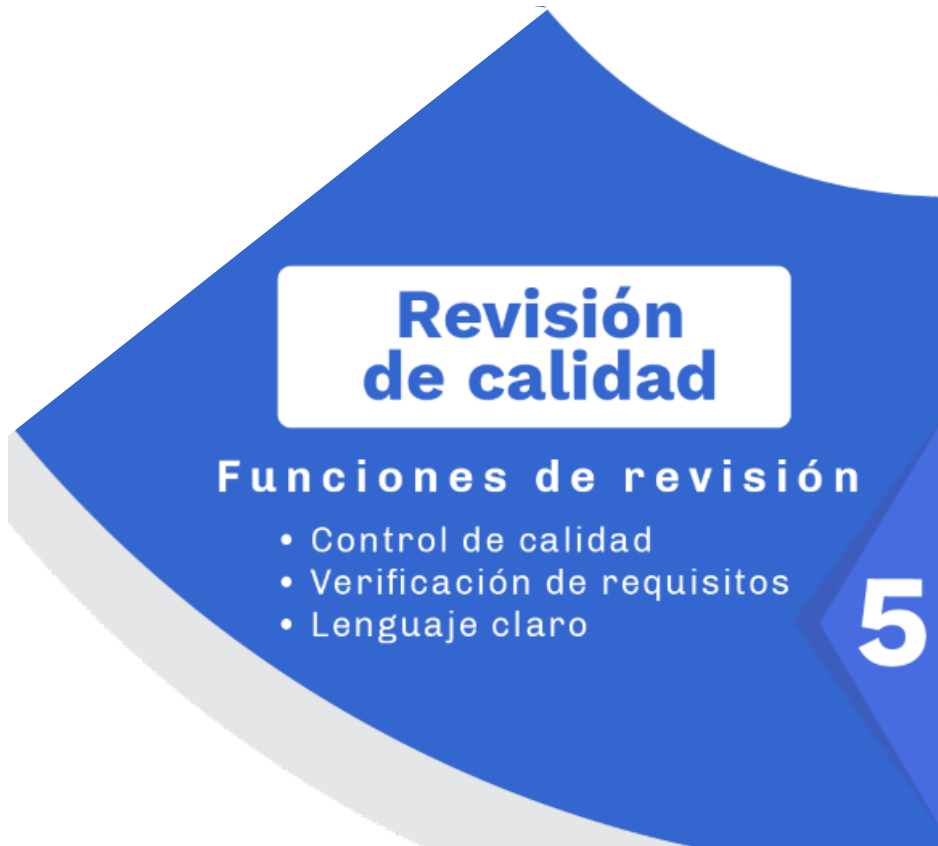 Revisión
de calidad
Funciones de revisión
• Control de calidad
• Verificación de requisitos
• Lenguaje claro
5